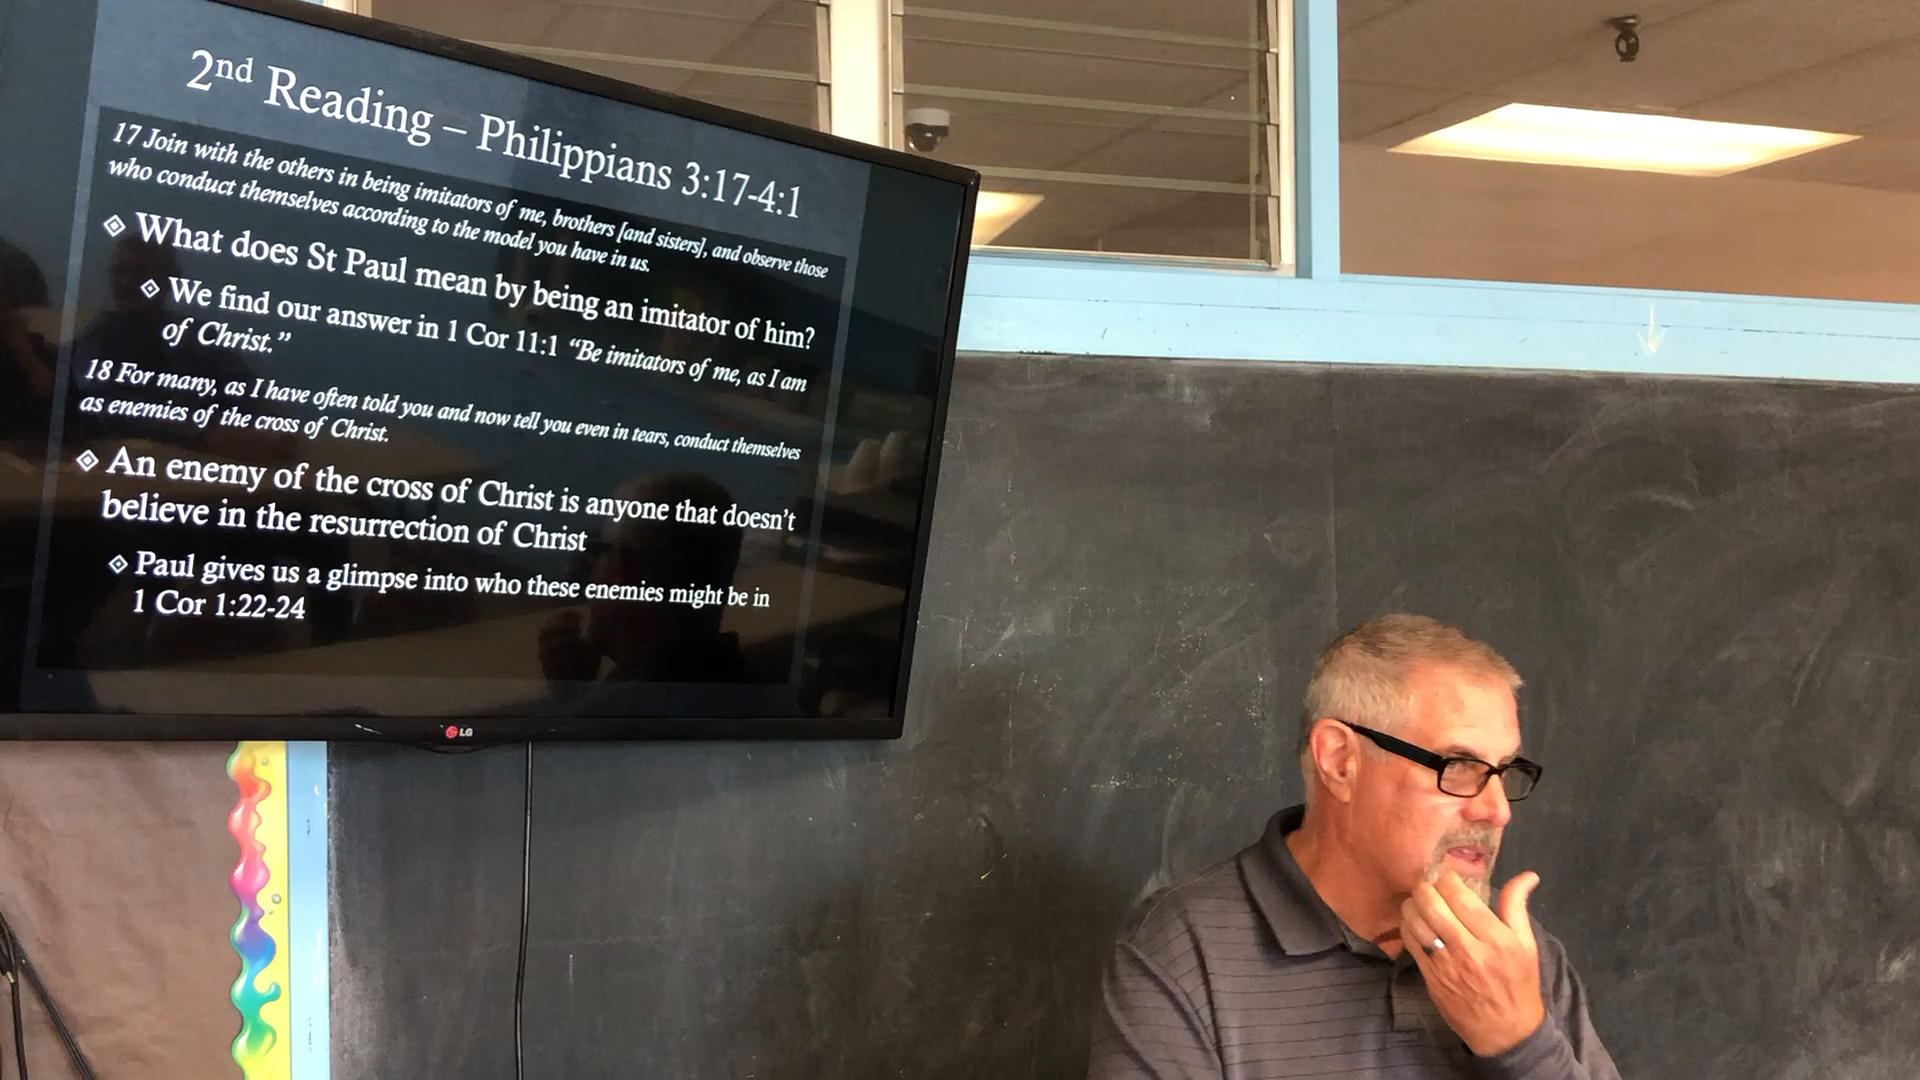 2nd Reading – Philippians 3:17-4:1
17 Join with the others in being imitators of me, brothers [and sisters], and observe those
who conduct themselves according to the model you have in us.
What does St Paul mean by being an imitator of him?
We find our answer in 1 Cor 11:1 “Be imitators of me, as I am
of Christ.”
18 For many, as I have often told you and now tell you even in tears, conduct themselves
as enemies of the cross of Christ.
An enemy of the cross of Christ is anyone that doesn’t
believe in the resurrection of Christ
Paul gives us a glimpse into who these enemies might be in
1 Cor 1:22-24
LG